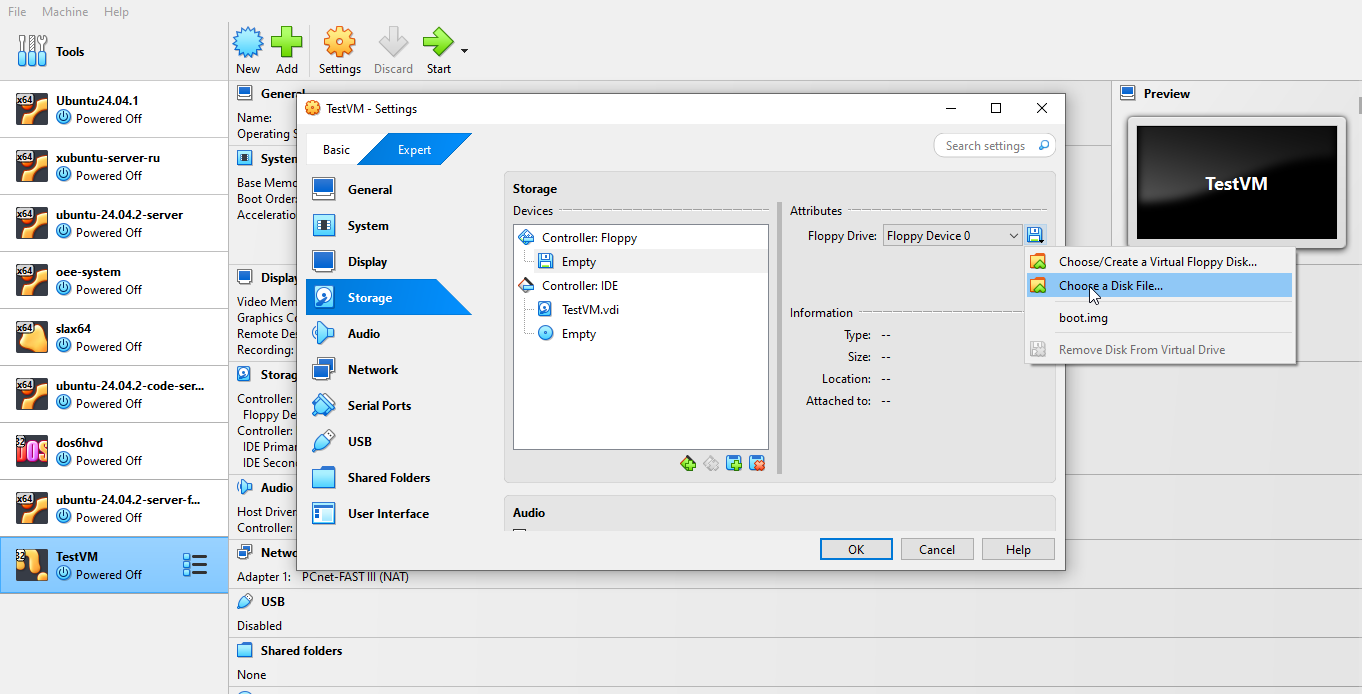 File Machine Help
Tools
New Add Settings Discard Start
Ubuntu24.04.1
Powered Off
xubuntu-server-ru
Powered Off
ubuntu-24.04.2-server
Powered Off
oee-system
Powered Off
slax64
Powered Off
ubuntu-24.04.2-code-ser...
Powered Off
dos6hvd
Powered Off
ubuntu-24.04.2-server-f...
Powered Off
TestVM
Powered Off
General
Name:
Operating S
System
Base Memo
Boot Order:
Acceleratio
Display
Video Mem
Graphics Co
Remote Des
Recording:
Storag
Controller:
Floppy De
Controller:
IDE Primar
IDE Secon
Audio
Host Driver
Controller:
Netwo
Adapter 1: PCnet-FAST III (NAT)
USB
Disabled
Shared folders
None
Preview
TestVM
TestVM - Settings
Basic Expert
Search settings
General
System
Display
Storage
Audio
Network
Serial Ports
USB
Shared Folders
User Interface
Storage
Devices
Controller: Floppy
Empty
Controller: IDE
TestVM.vdi
Empty
Attributes
Floppy Drive: Floppy Device 0
Information
Type: --
Size: --
Location: --
Attached to: --
Audio
OK Cancel Help
Choose/Create a Virtual Floppy Disk...
Choose a Disk File...
boot.img
Remove Disk From Virtual Drive